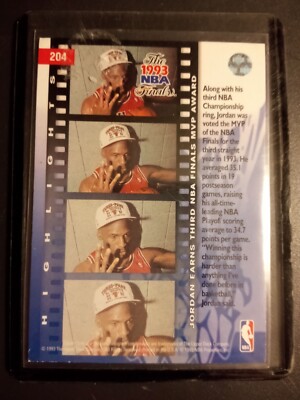 204
The
1993
NBA
Finals
HIGHLIGHTS
JORDAN EARNS THIRD NBA FINALS MVP AWARD
Along with his
third NBA
Championship
ring, Jordan was
voted the MVP
of the NBA
Finals for the
third straight
year in 1993. He
averaged 35.1
points in 19
postseason
games, raising
his all-time-
leading NBA
Playoff scoring
average to 34.7
points per game.
"Winning this
championship is
harder than
anything I've
done before in
basketball,"
Jordan said.
NBA